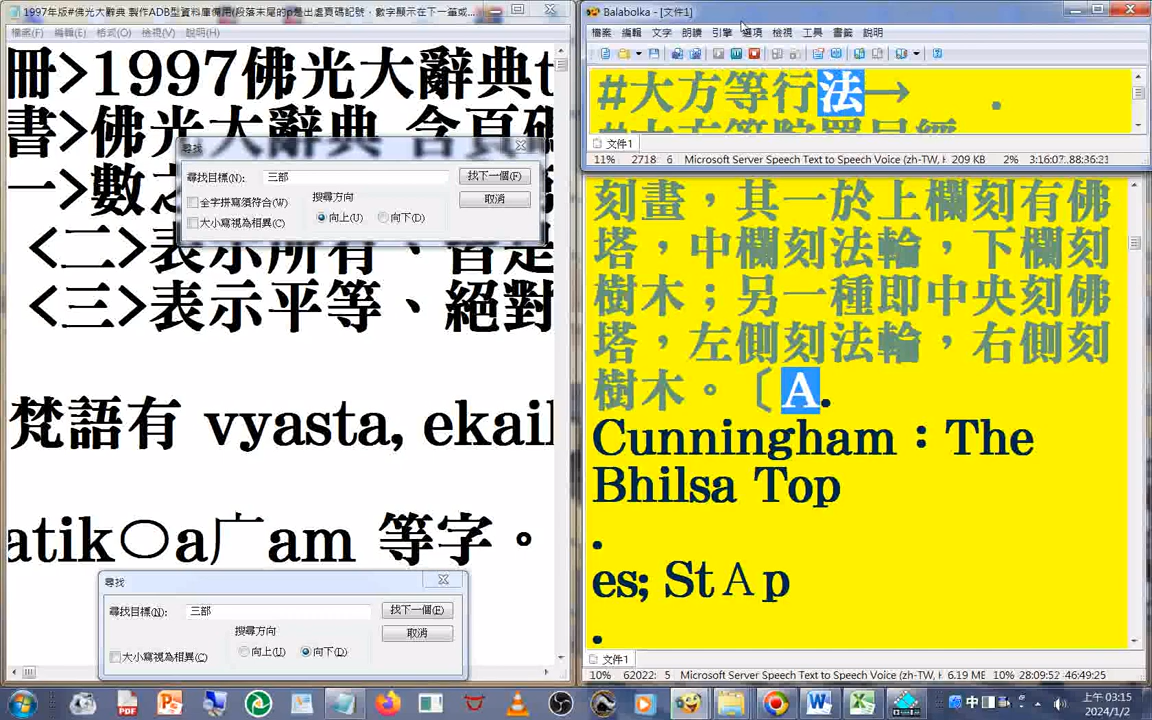 1997年版#佛光大辭典 製作ADB型資料庫備用(段落末尾的p是出處頁碼記號, 數字顯示在下一筆或...
檔案(F) 編輯(E) 格式(O) 檢視(V) 說明(H)
冊>1997佛光大辭典t
書>佛光大辭典 含頁碼
一>數之
<二>表示所有、皆是
<三>表示平等、絕對
梵語有 vyasta, ekail
atik○a广am 等字。
尋找
尋找目標(N): 三部 找下一個(F)
全字拼寫須符合(W) 搜尋方向 取消
大小寫視為相異(C) 向上(U) 向下(D)
尋找
尋找目標(N): 三部 找下一個(F)
搜尋方向 取消
大小寫視為相異(C) 向上(U) 向下(D)
Balabolka - [文件1]
檔案 編輯 文字 朗讀 引擎 選項 檢視 工具 書籤 說明
#大方等行法→ .
#大方等陀羅尼經
文件1
11% 2718: 6 Microsoft Server Speech Text to Speech Voice (zh-TW, H 209 KB 2% 3:16:07..88:36:21
刻畫，其一於上欄刻有佛
塔，中欄刻法輪，下欄刻
樹木；另一種即中央刻佛
塔，左側刻法輪，右側刻
樹木。〔A.
Cunningham：The
Bhilsa Top
.
es; StＡp
.
文件1
10% 62022: 5 Microsoft Server Speech Text to Speech Voice (zh-TW, H 6.19 MB 10% 28:09:52 46:49:25
中
上午 03:15
2024/1/2